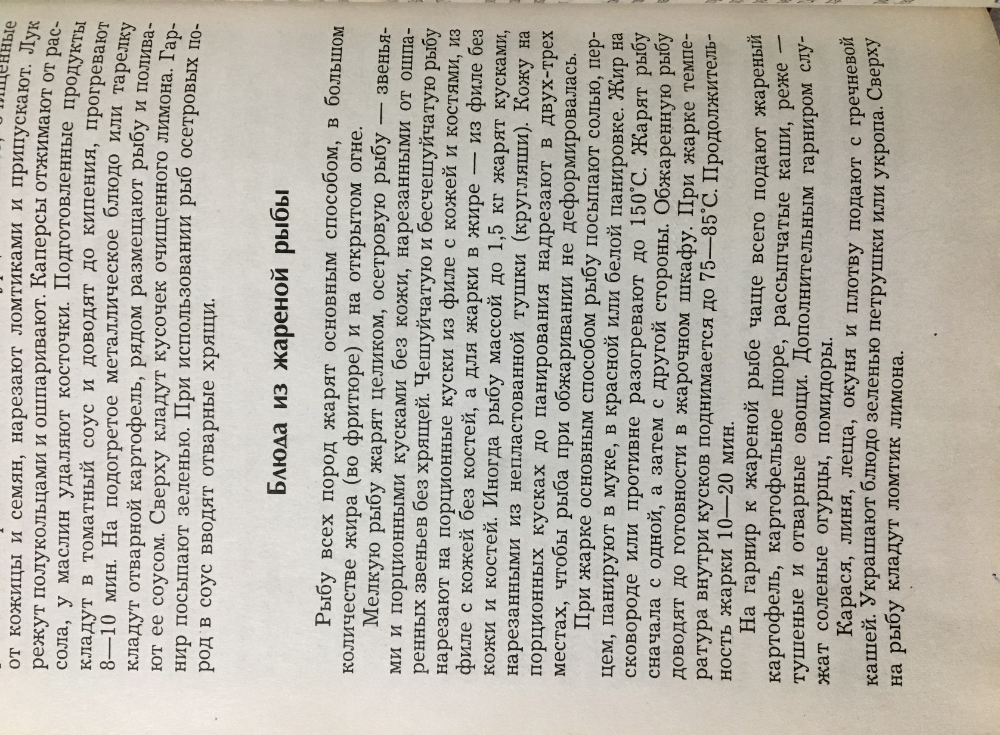 от кожицы и семян, нарезают ломтиками и припускают. Лук
режут полукольцами и ошпаривают. Каперсы отжимают от рас-
сола, у маслин удаляют косточки. Подготовленные продукты
кладут в томатный соус и доводят до кипения, прогревают
8—10 мин. На подогретое металлическое блюдо или тарелку
кладут отварной картофель, рядом размещают рыбу и полива-
ют ее соусом. Сверху кладут кусочек очищенного лимона. Гар-
нир посыпают зеленью. При использовании рыб осетровых по-
род в соус вводят отварные хрящи.
Блюда из жареной рыбы
Рыбу всех пород жарят основным способом, в большом
количестве жира (во фритюре) и на открытом огне.
Мелкую рыбу жарят целиком, осетровую рыбу — звенья-
ми и порционными кусками без кожи, нарезанными от ошпа-
ренных звеньев без хрящей. Чешуйчатую и бесчешуйчатую рыбу
нарезают на порционные куски из филе с кожей и костями, из
филе с кожей без костей, а для жарки в жире — из филе без
кожи и костей. Иногда рыбу массой до 1,5 кг жарят кусками,
нарезанными из непластованной тушки (кругляши). Кожу на
порционных кусках до панирования надрезают в двух-трех
местах, чтобы рыба при обжаривании не деформировалась.
При жарке основным способом рыбу посыпают солью, пер-
цем, панируют в муке, в красной или белой панировке. Жир на
сковороде или противне разогревают до 150°С. Жарят рыбу
сначала с одной, а затем с другой стороны. Обжаренную рыбу
доводят до готовности в жарочном шкафу. При жарке темпе-
ратура внутри кусков поднимается до 75—85°С. Продолжитель-
ность жарки 10—20 мин.
На гарнир к жареной рыбе чаще всего подают жареный
картофель, картофельное пюре, рассыпчатые каши, реже —
тушеные и отварные овощи. Дополнительным гарниром слу-
жат соленые огурцы, помидоры.
Карася, линя, леща, окуня и плотву подают с гречневой
кашей. Украшают блюдо зеленью петрушки или укропа. Сверху
на рыбу кладут ломтик лимона.